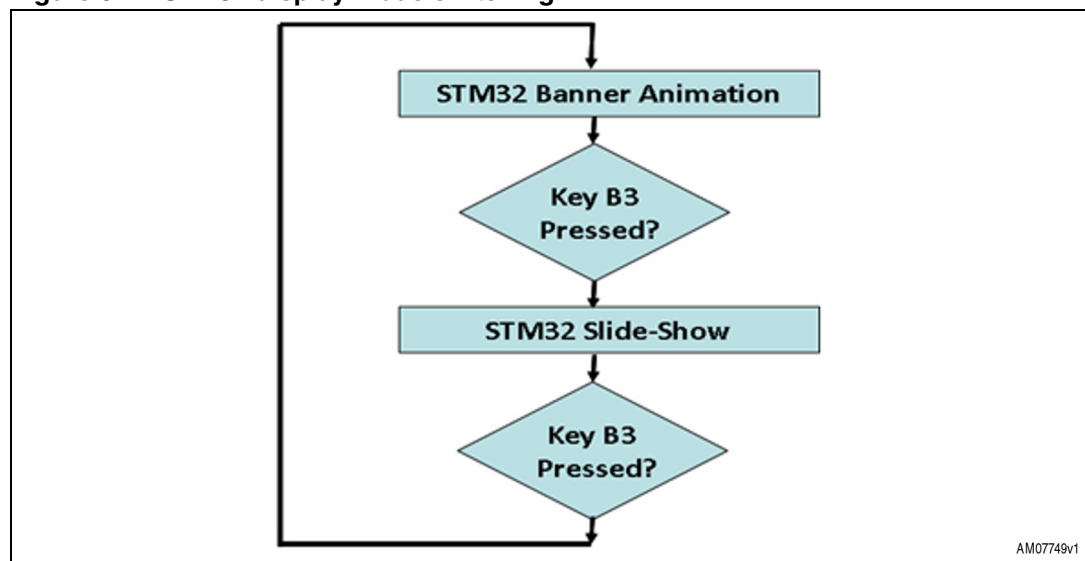 STM32 Banner Animation
Key B3
Pressed?
STM32 Slide-Show
Key B3
Pressed?
AM07749v1